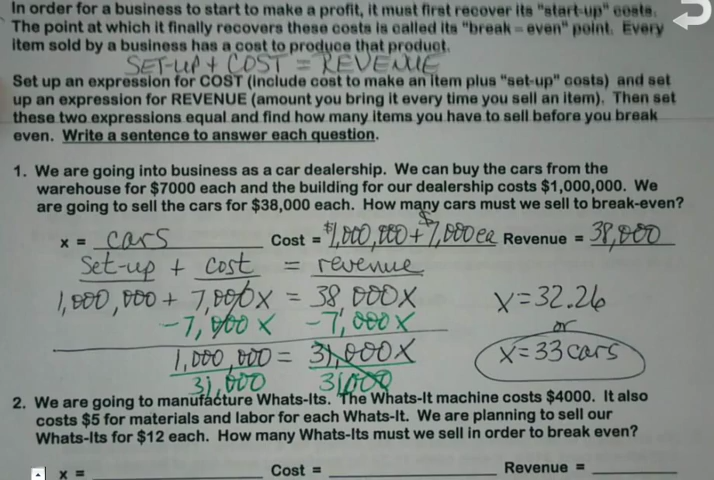 In order for a business to start to make a profit, it must first recover its "start-up" costs.
The point at which it finally recovers these costs is called its "break - even" point. Every
item sold by a business has a cost to produce that product.
SET-UP + COST = REVENUE
Set up an expression for COST (include cost to make an item plus "set-up" costs) and set
up an expression for REVENUE (amount you bring it every time you sell an item). Then set
these two expressions equal and find how many items you have to sell before you break
even. Write a sentence to answer each question.
1. We are going into business as a car dealership. We can buy the cars from the
warehouse for $7000 each and the building for our dealership costs $1,000,000. We
are going to sell the cars for $38,000 each. How many cars must we sell to break-even?
x = cars Cost = $1,000,000 + $7,000 ea Revenue = 38,000
Set-up + cost = revenue
1,000,000 + 7,000x = 38 000x x=32.26
-7,000x -7,000x or
1,000,000 = 31,000x x=33 cars
31,000 31,000
2. We are going to manufacture Whats-Its. The Whats-It machine costs $4000. It also
costs $5 for materials and labor for each Whats-It. We are planning to sell our
Whats-Its for $12 each. How many Whats-Its must we sell in order to break even?
x = Cost = Revenue =